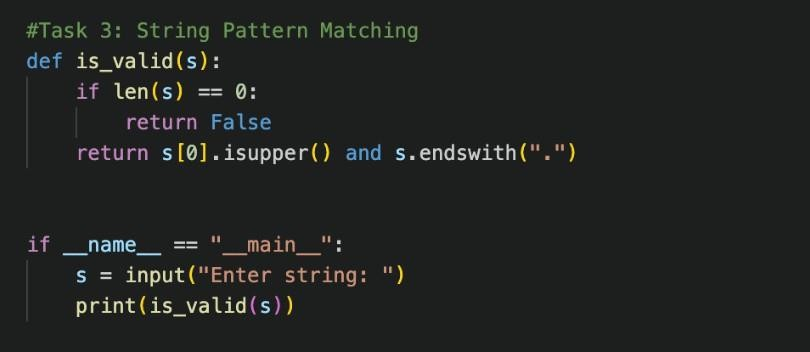 #Task 3: String Pattern Matching
def is_valid(s):
    if len(s) == 0:
        return False
    return s[0].isupper() and s.endswith(".")
if __name__ == "__main__":
    s = input("Enter string: ")
    print(is_valid(s))